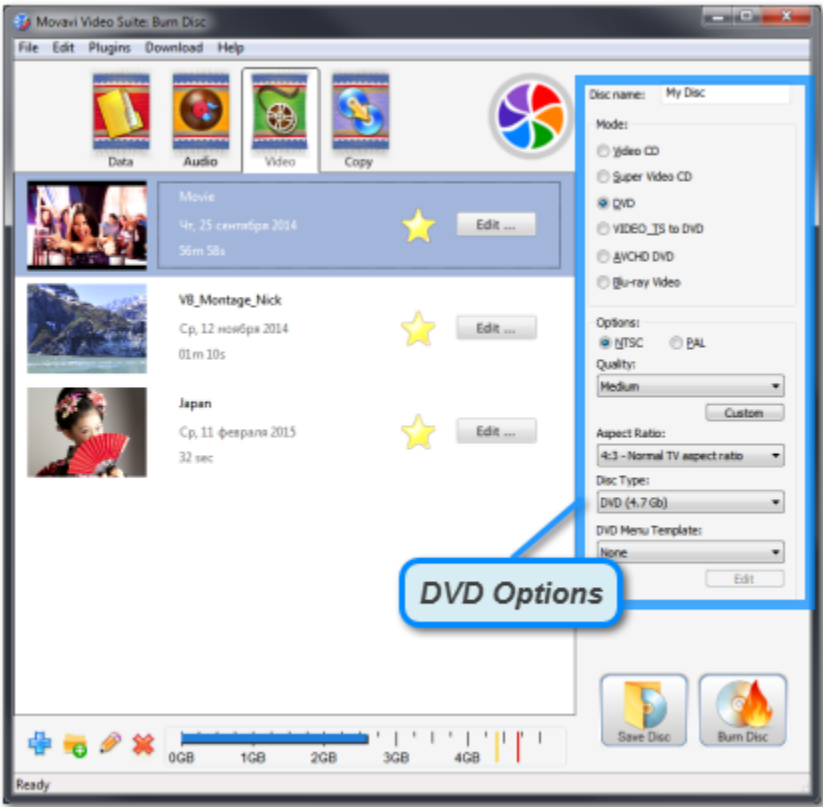 Movavi Video Suite: Burn Disc
File Edit Plugins Download Help
Data Audio Video Copy
Movie
Чт, 25 сентября 2014
56m 58s
Edit ...
VB_Montage_Nick
Ср, 12 ноября 2014
01m 10s
Edit ...
Japan
Ср, 11 февраля 2015
32 sec
Edit ...
Disc name: My Disc
Mode:
Video CD
Super Video CD
DVD
VIDEO_TS to DVD
AVCHD DVD
Blu-ray Video
Options:
NTSC PAL
Quality:
Medium
Custom
Aspect Ratio:
4:3 - Normal TV aspect ratio
Disc Type:
DVD (4.7 Gb)
DVD Menu Template:
None
Edit
DVD Options
Save Disc Burn Disc
0GB 1GB 2GB 3GB 4GB
Ready